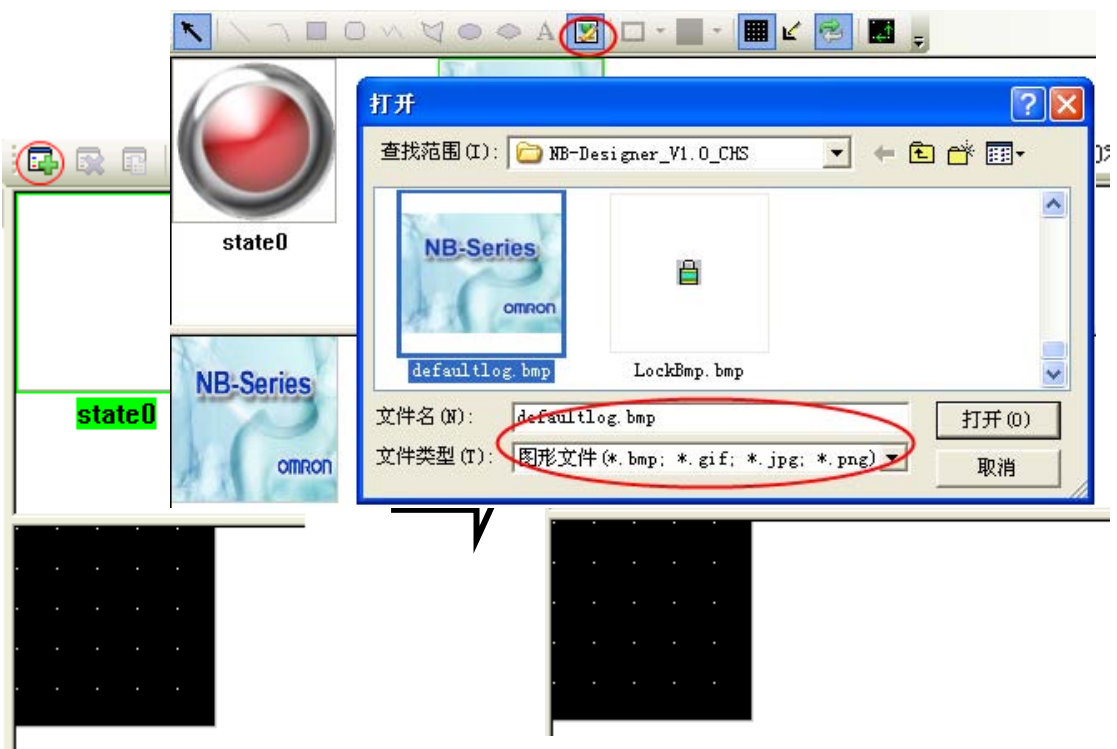 A
打开
查找范围(I): NB-Designer_V1.0_CHS
state0
NB-Series
OMRON
defaultlog.bmp
LockBmp.bmp
state0
NB-Series
OMRON
文件名(N): defaultlog.bmp
打开(O)
文件类型(T): 图形文件(*.bmp; *.gif; *.jpg; *.png)
取消